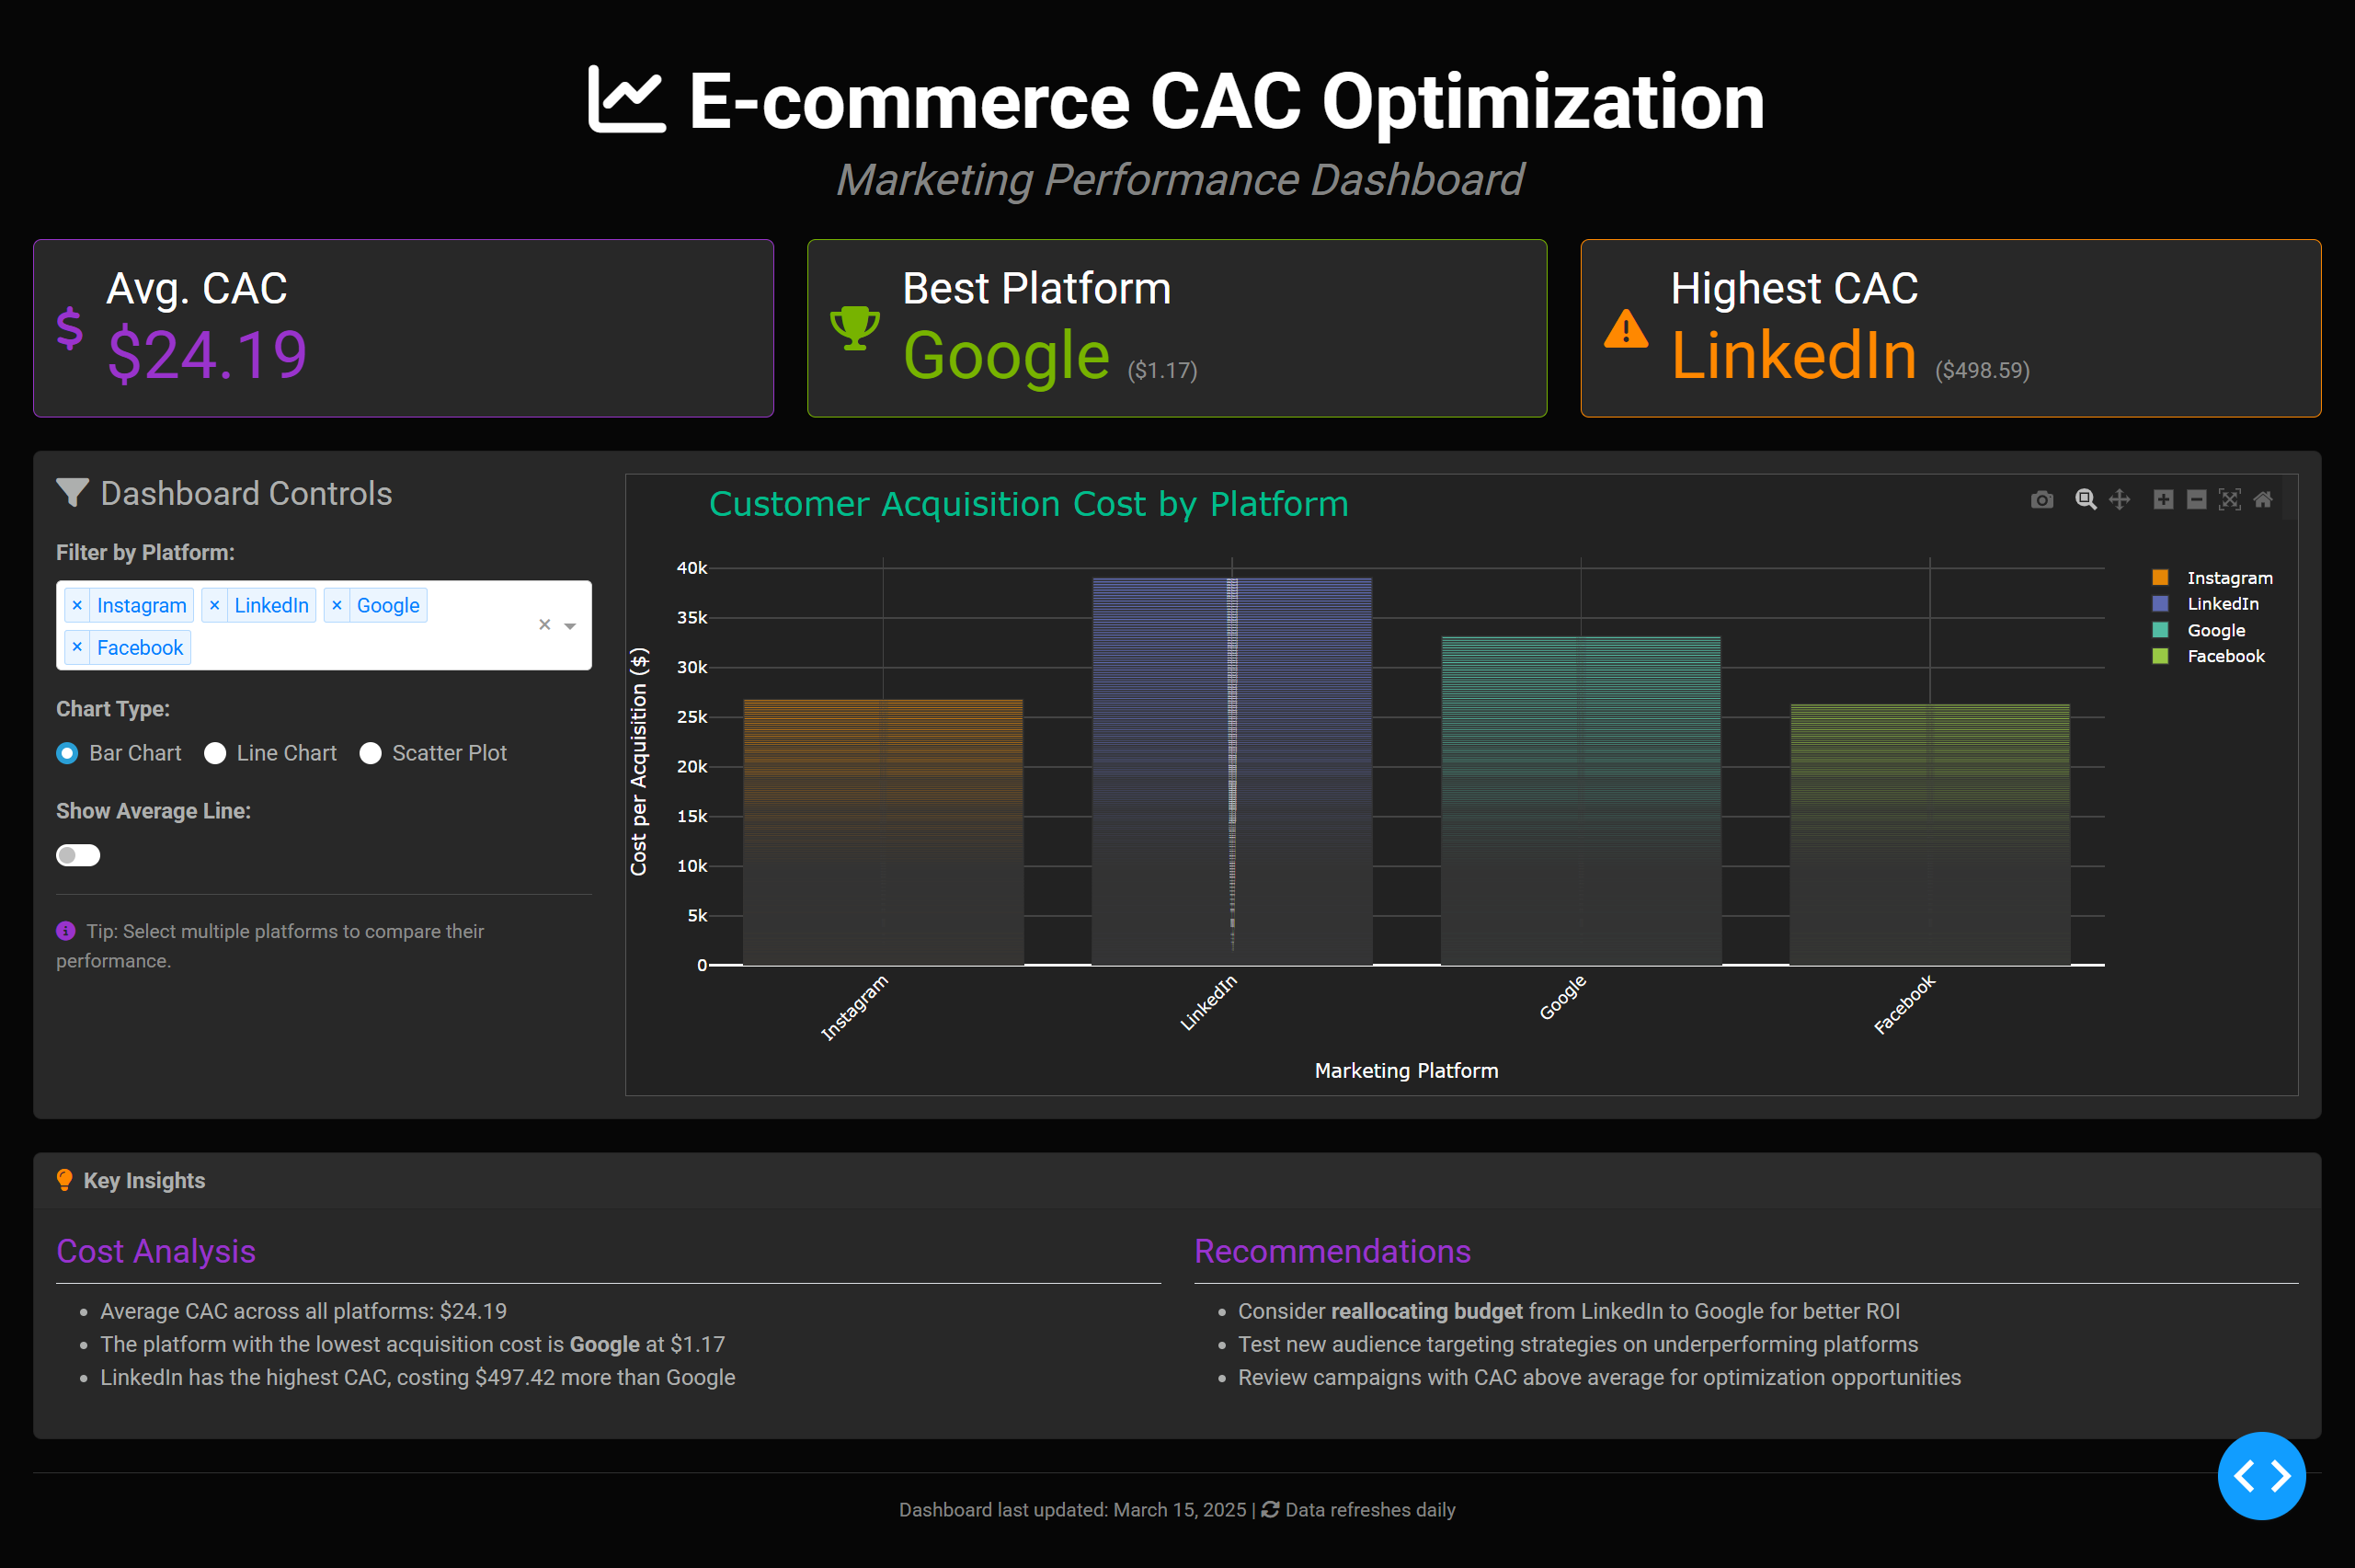 E-commerce CAC Optimization
Marketing Performance Dashboard
Avg. CAC
$24.19
Best Platform
Google ($1.17)
Highest CAC
LinkedIn ($498.59)
Dashboard Controls
Filter by Platform:
× Instagram × LinkedIn × Google
× Facebook
Chart Type:
Bar Chart Line Chart Scatter Plot
Show Average Line:
Tip: Select multiple platforms to compare their
performance.
Customer Acquisition Cost by Platform
Cost per Acquisition ($)
40k
35k
30k
25k
20k
15k
10k
5k
0
Instagram
LinkedIn
Google
Facebook
Marketing Platform
Instagram
LinkedIn
Google
Facebook
Key Insights
Cost Analysis
• Average CAC across all platforms: $24.19
• The platform with the lowest acquisition cost is Google at $1.17
• LinkedIn has the highest CAC, costing $497.42 more than Google
Recommendations
• Consider reallocating budget from LinkedIn to Google for better ROI
• Test new audience targeting strategies on underperforming platforms
• Review campaigns with CAC above average for optimization opportunities
Dashboard last updated: March 15, 2025 | Data refreshes daily